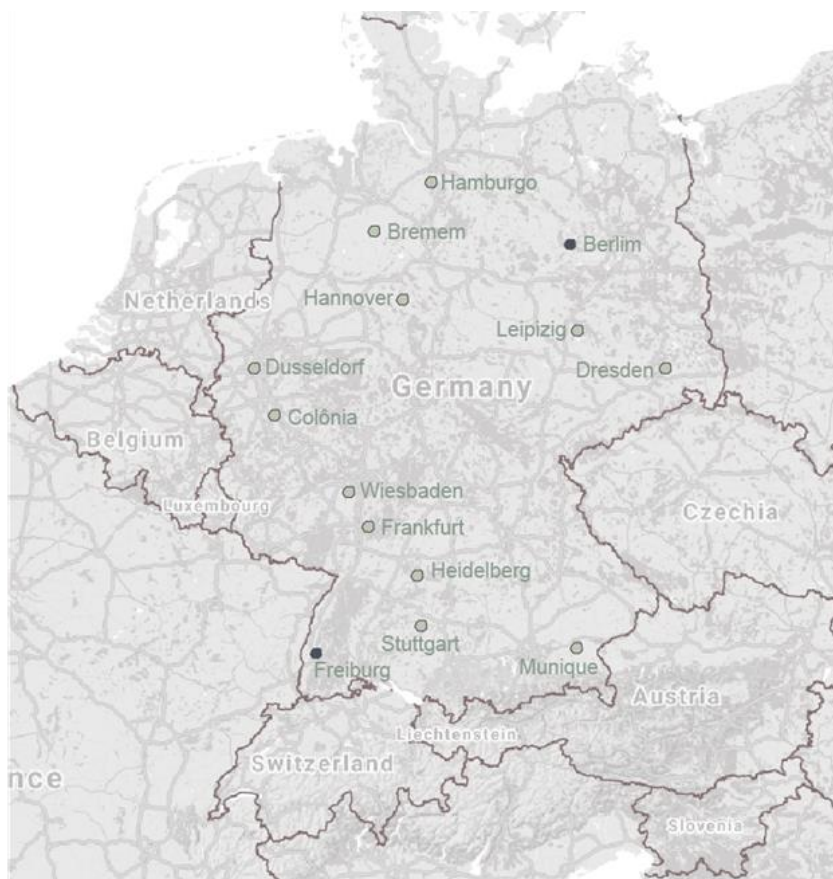 Hamburgo
Bremem
Berlim
Netherlands
Hannover
Leipizig
Dusseldorf
Dresden
Germany
Colônia
Belgium
Wiesbaden
Luxembourg
Czechia
Frankfurt
Heidelberg
Stuttgart
Freiburg
Munique
Austria
Liechtenstein
Switzerland
nce
Slovenia